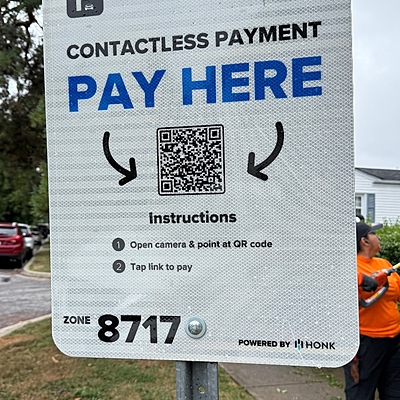 CONTACTLESS PAYMENT
PAY HERE
Instructions
1 Open camera & point at QR code
2 Tap link to pay
ZONE 8717
POWERED BY HONK